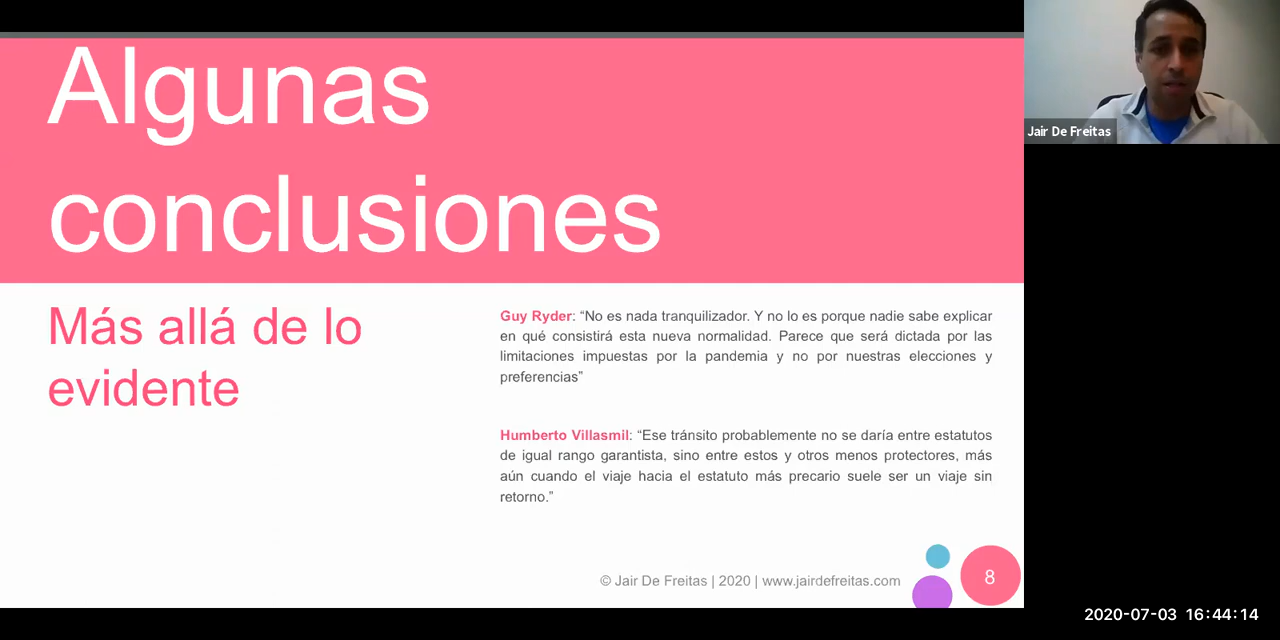 Algunas
conclusiones
Más allá de lo
evidente
Guy Ryder: “No es nada tranquilizador. Y no lo es porque nadie sabe explicar
en qué consistirá esta nueva normalidad. Parece que será dictada por las
limitaciones impuestas por la pandemia y no por nuestras elecciones y
preferencias”
Humberto Villasmil: “Ese tránsito probablemente no se daría entre estatutos
de igual rango garantista, sino entre estos y otros menos protectores, más
aún cuando el viaje hacia el estatuto más precario suele ser un viaje sin
retorno.”
© Jair De Freitas | 2020 | www.jairdefreitas.com
8
Jair De Freitas
2020-07-03 16:44:14